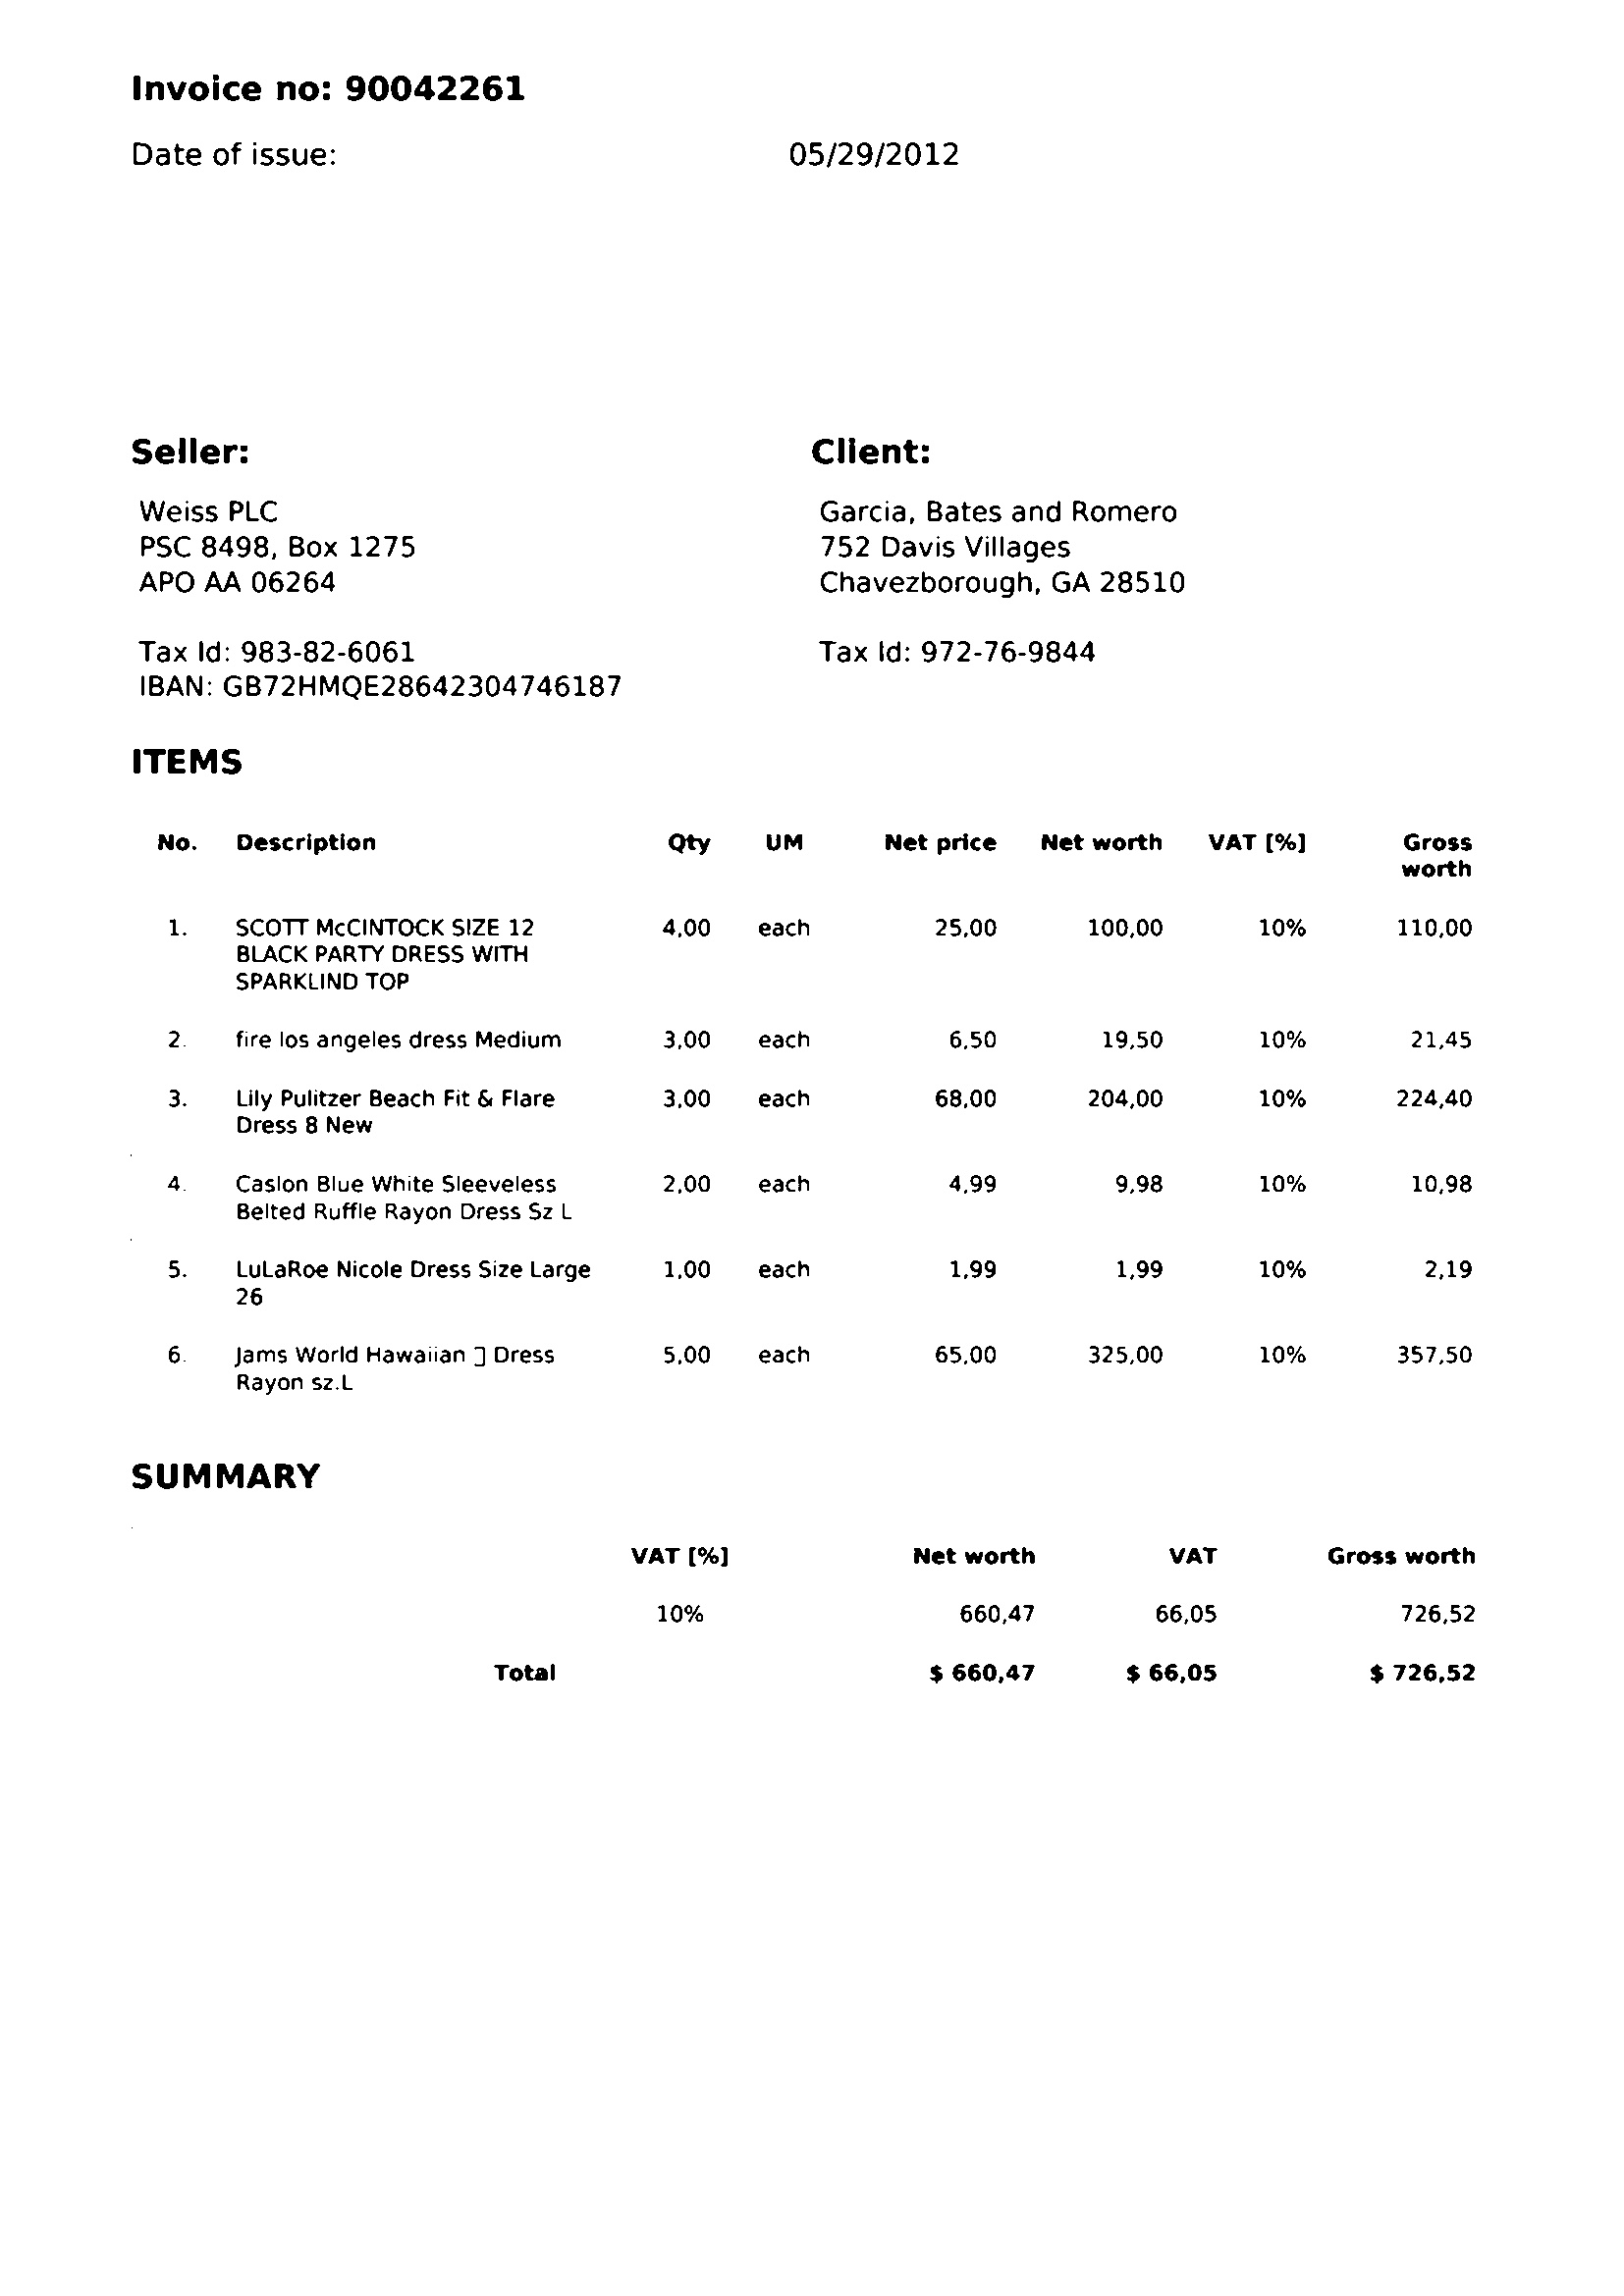 Invoice no: 90042261
Date of issue: 05/29/2012
Seller:
Weiss PLC
PSC 8498, Box 1275
APO AA 06264
Tax Id: 983-82-6061
IBAN: GB72HMQE28642304746187
Client:
Garcia, Bates and Romero
752 Davis Villages
Chavezborough, GA 28510
Tax Id: 972-76-9844
ITEMS
No. Description Qty UM Net price Net worth VAT [%] Gross
worth
1. SCOTT McCINTOCK SIZE 12 4,00 each 25,00 100,00 10% 110,00
BLACK PARTY DRESS WITH
SPARKLIND TOP
2. fire los angeles dress Medium 3,00 each 6,50 19,50 10% 21,45
3. Lily Pulitzer Beach Fit & Flare 3,00 each 68,00 204,00 10% 224,40
Dress 8 New
4. Caslon Blue White Sleeveless 2,00 each 4,99 9,98 10% 10,98
Belted Ruffle Rayon Dress Sz L
5. LuLaRoe Nicole Dress Size Large 1,00 each 1,99 1,99 10% 2,19
26
6. Jams World Hawaiian Dress 5,00 each 65,00 325,00 10% 357,50
Rayon sz.L
SUMMARY
VAT [%] Net worth VAT Gross worth
10% 660,47 66,05 726,52
Total $ 660,47 $ 66,05 $ 726,52